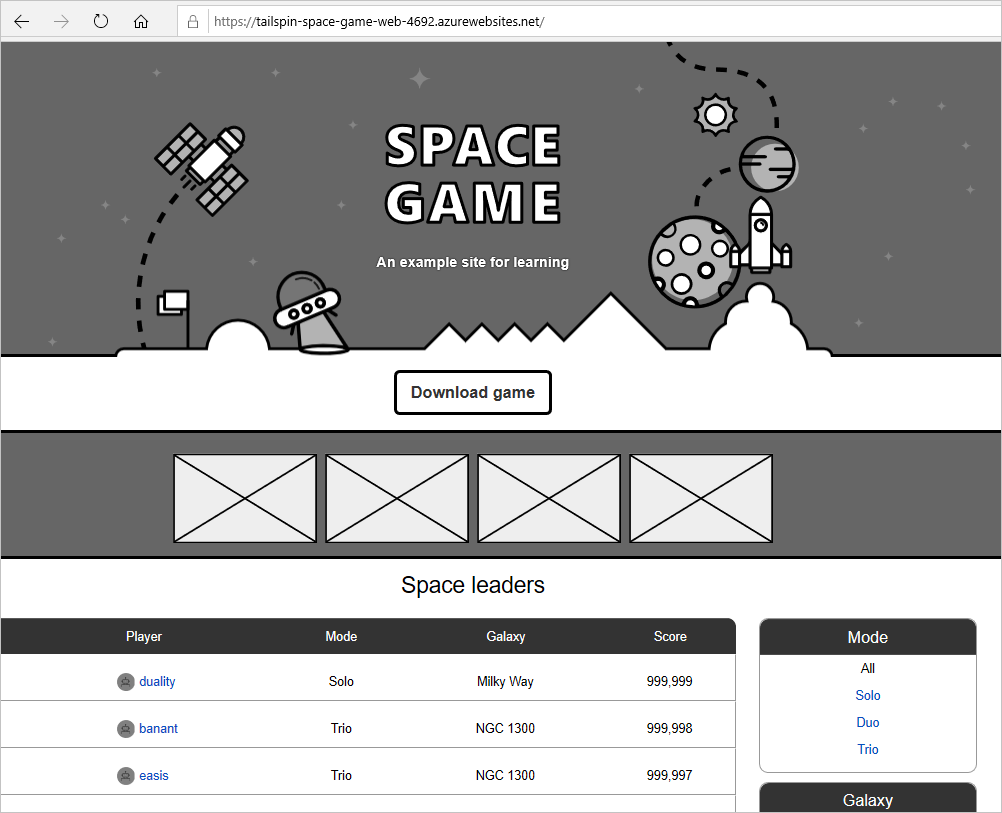 https://tailspin-space-game-web-4692.azurewebsites.net/
SPACE
GAME
An example site for learning
Download game
Space leaders
Player Mode Galaxy Score
duality Solo Milky Way 999,999
banant Trio NGC 1300 999,998
easis Trio NGC 1300 999,997
Mode
All
Solo
Duo
Trio
Galaxy